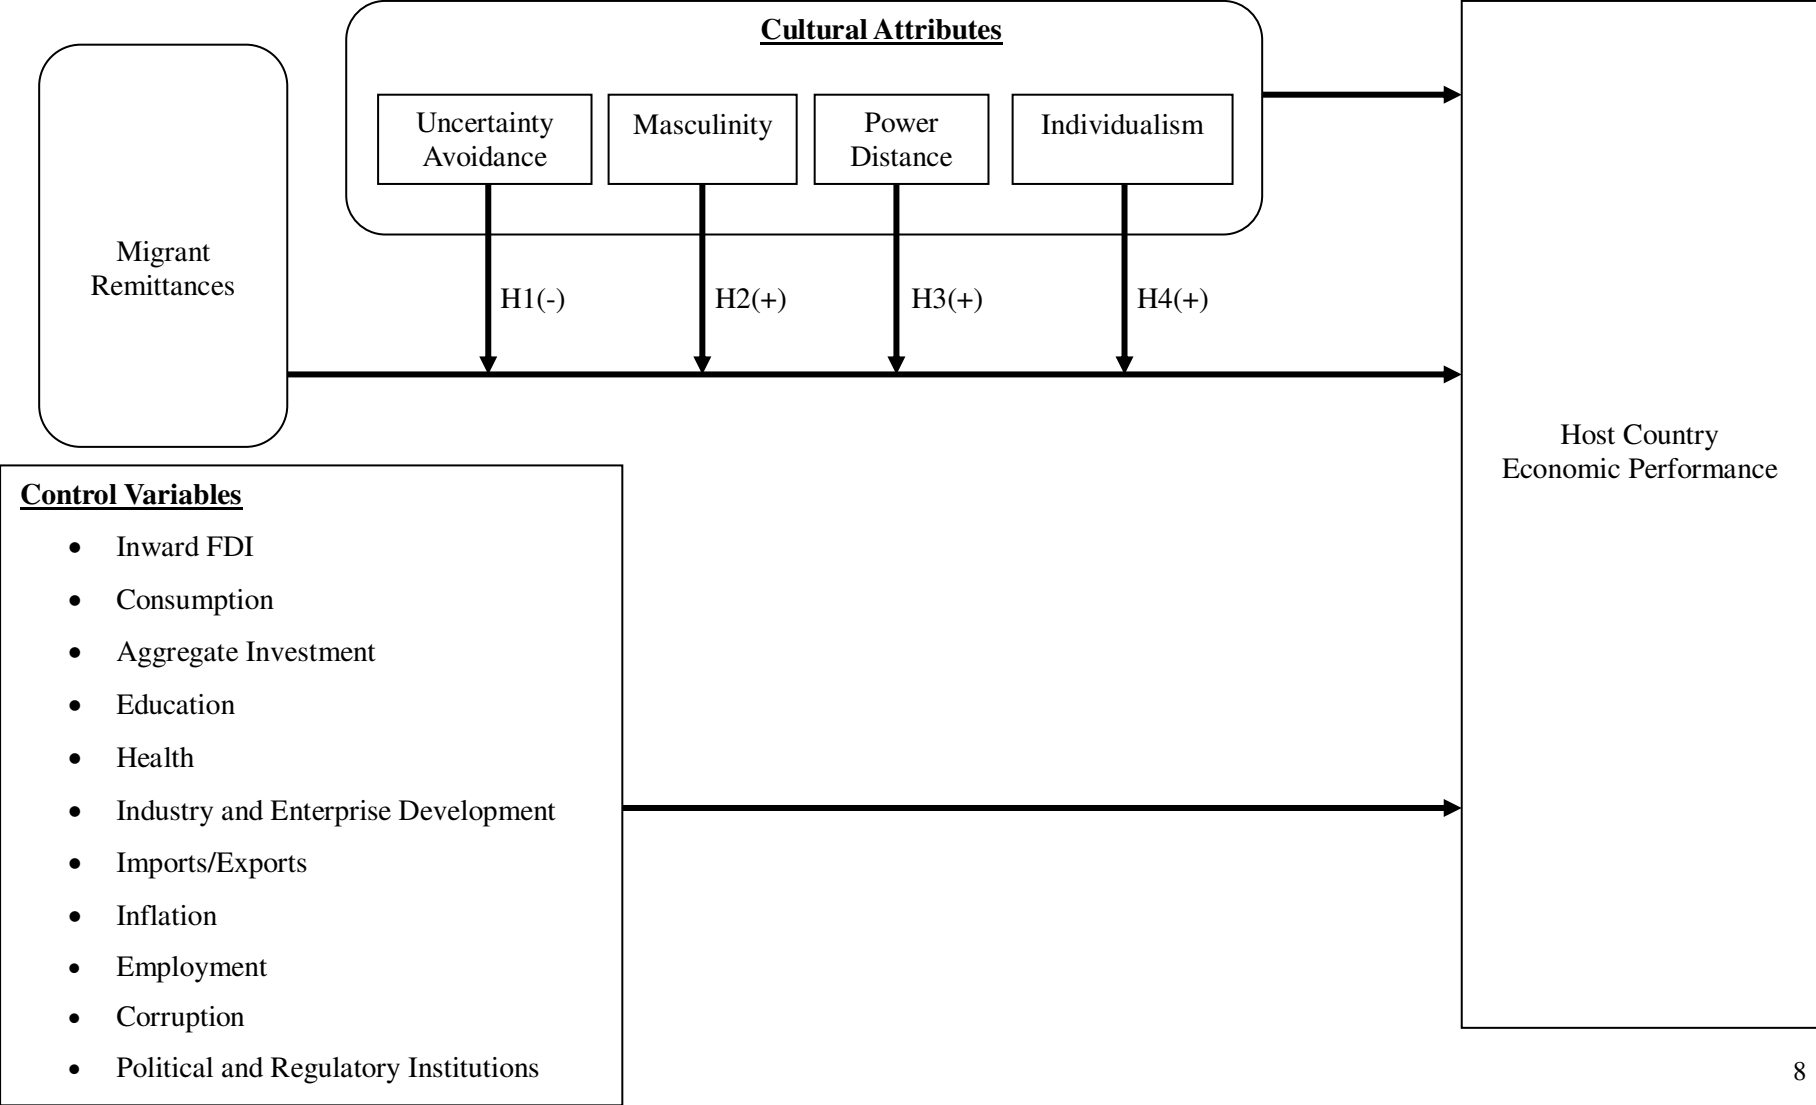 Cultural Attributes
Uncertainty
Avoidance
Masculinity
Power
Distance
Individualism
Migrant
Remittances
H1(-)
H2(+)
H3(+)
H4(+)
Host Country
Economic Performance
Control Variables
• Inward FDI
• Consumption
• Aggregate Investment
• Education
• Health
• Industry and Enterprise Development
• Imports/Exports
• Inflation
• Employment
• Corruption
• Political and Regulatory Institutions
8